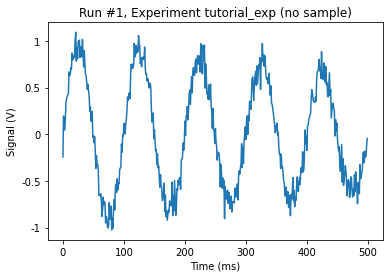 Run #1, Experiment tutorial_exp (no sample)
1
0.5
0
-0.5
-1
Signal (V)
0 100 200 300 400 500
Time (ms)